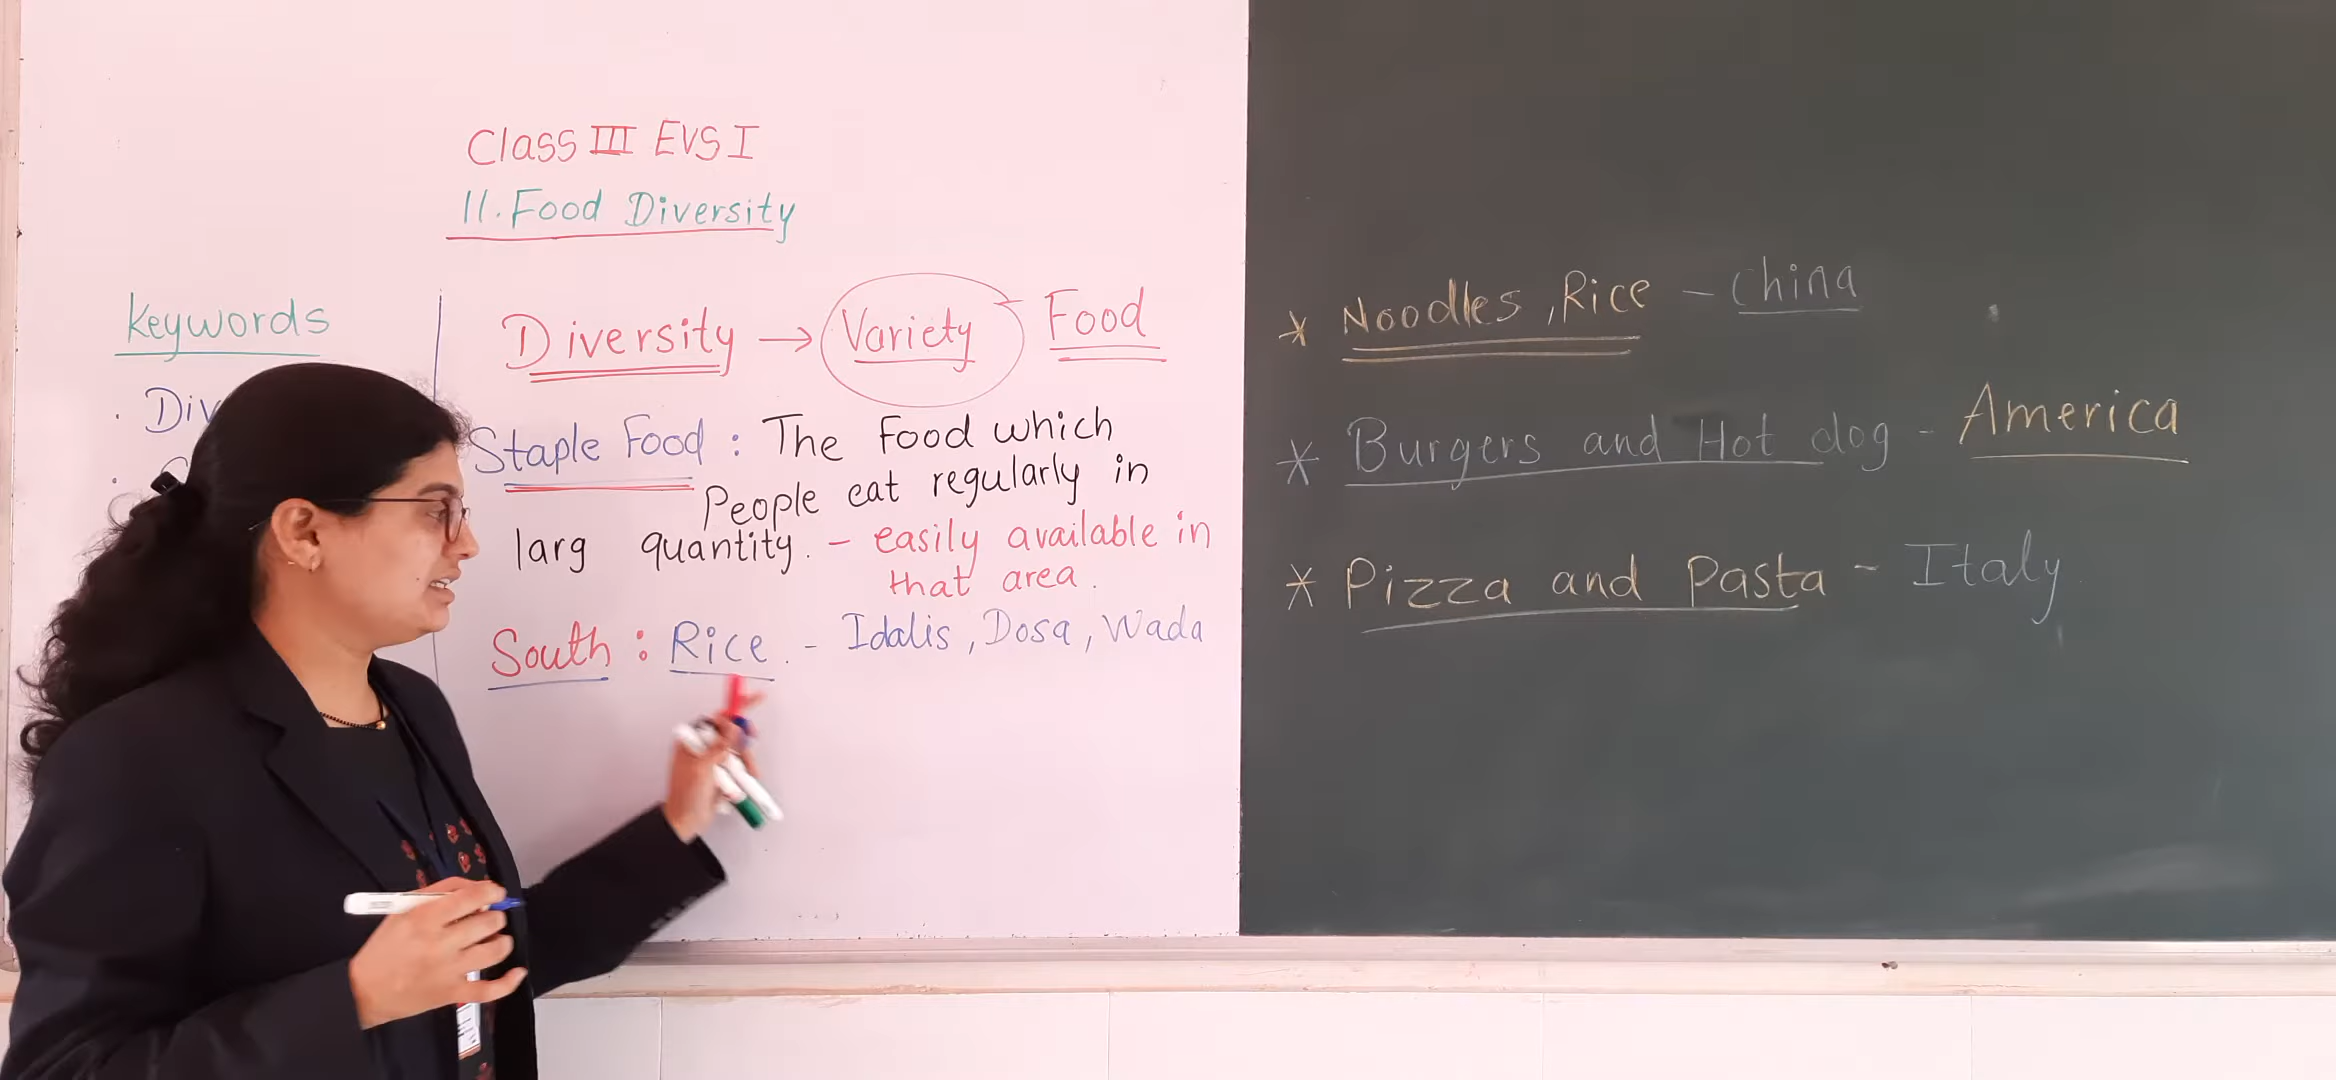 Class III EVS I
11. Food Diversity
Keywords
Diversity → Variety Food
Staple Food : The Food which
People eat regularly in
larg quantity. - easily available in
that area.
South : Rice. - Idalis, Dosa, Wada
* Noodles, Rice - China
* Burgers and Hot dog - America
* Pizza and Pasta - Italy